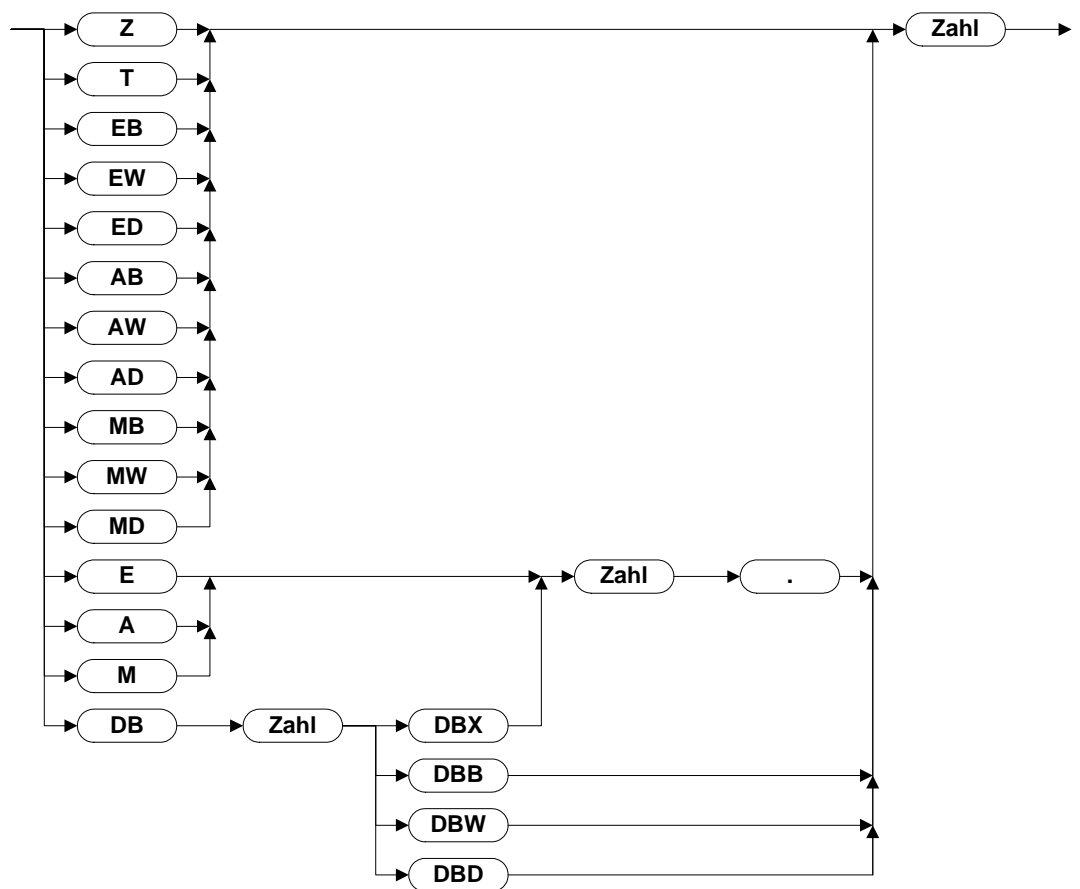 Z Zahl
T
EB
EW
ED
AB
AW
AD
MB
MW
MD
E Zahl .
A
M
DB Zahl DBX
DBB
DBW
DBD